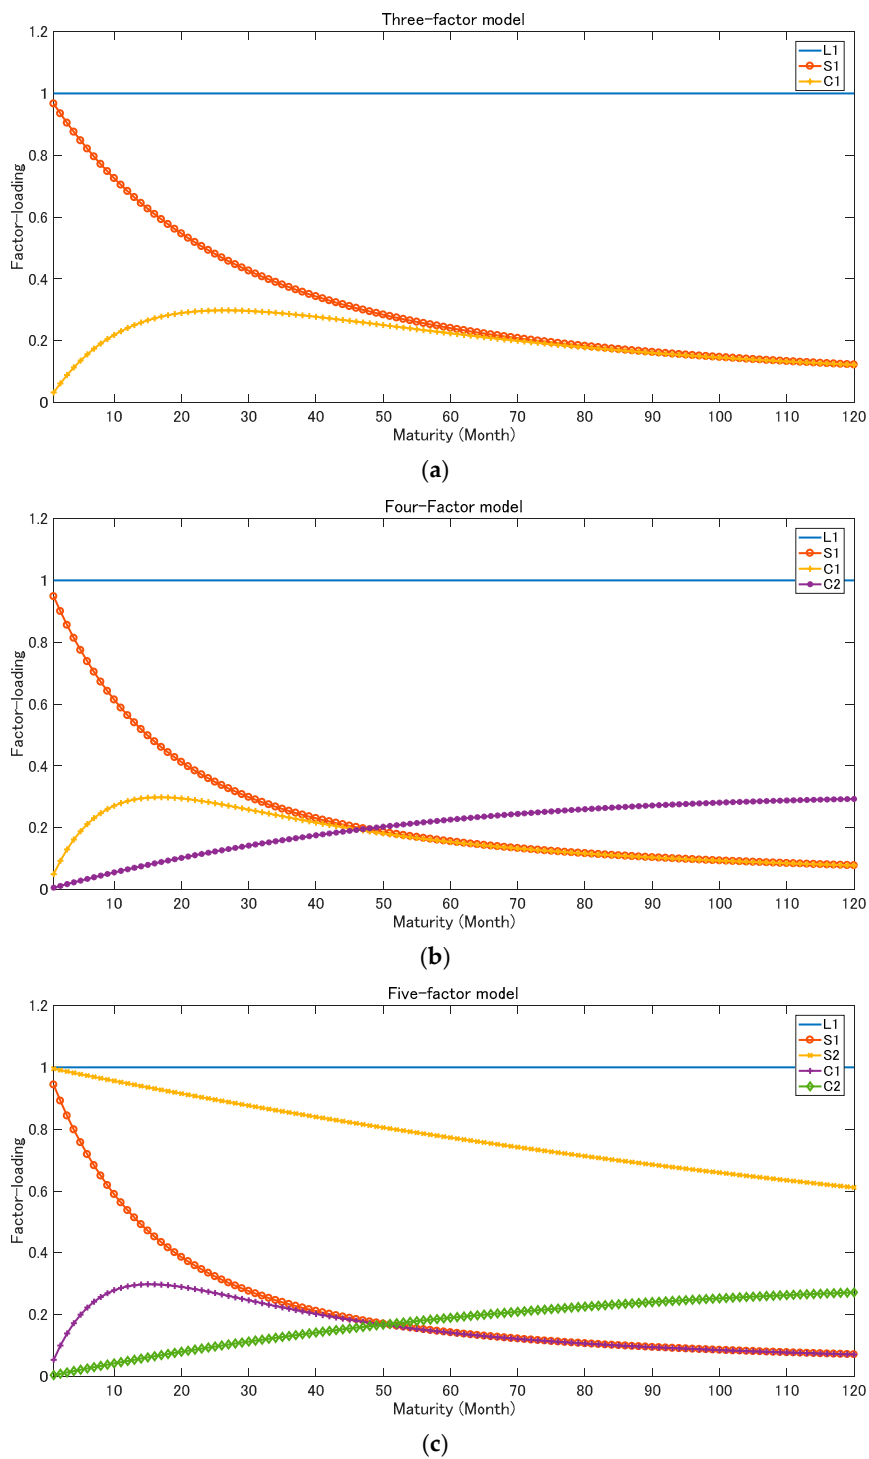 Three-factor model
1.2
1
0.8
0.6
0.4
0.2
0
Factor-loading
L1
S1
C1
10 20 30 40 50 60 70 80 90 100 110 120
Maturity (Month)
(a)
Four-Factor model
1.2
1
0.8
0.6
0.4
0.2
0
Factor-loading
L1
S1
C1
C2
10 20 30 40 50 60 70 80 90 100 110 120
Maturity (Month)
(b)
Five-factor model
1.2
1
0.8
0.6
0.4
0.2
0
Factor-loading
L1
S1
S2
C1
C2
10 20 30 40 50 60 70 80 90 100 110 120
Maturity (Month)
(c)